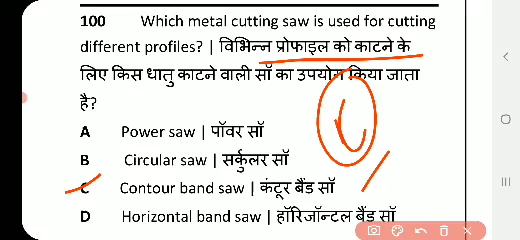 100 Which metal cutting saw is used for cutting
different profiles? | विभिन्न प्रोफाइल को काटने के
लिए किस धातु काटने वाली सॉ का उपयोग किया जाता
है?
A Power saw | पॉवर सॉ
B Circular saw | सर्कुलर सॉ
C Contour band saw | कंटूर बैंड सॉ
D Horizontal band saw | हॉरिजॉन्टल बैंड सॉ